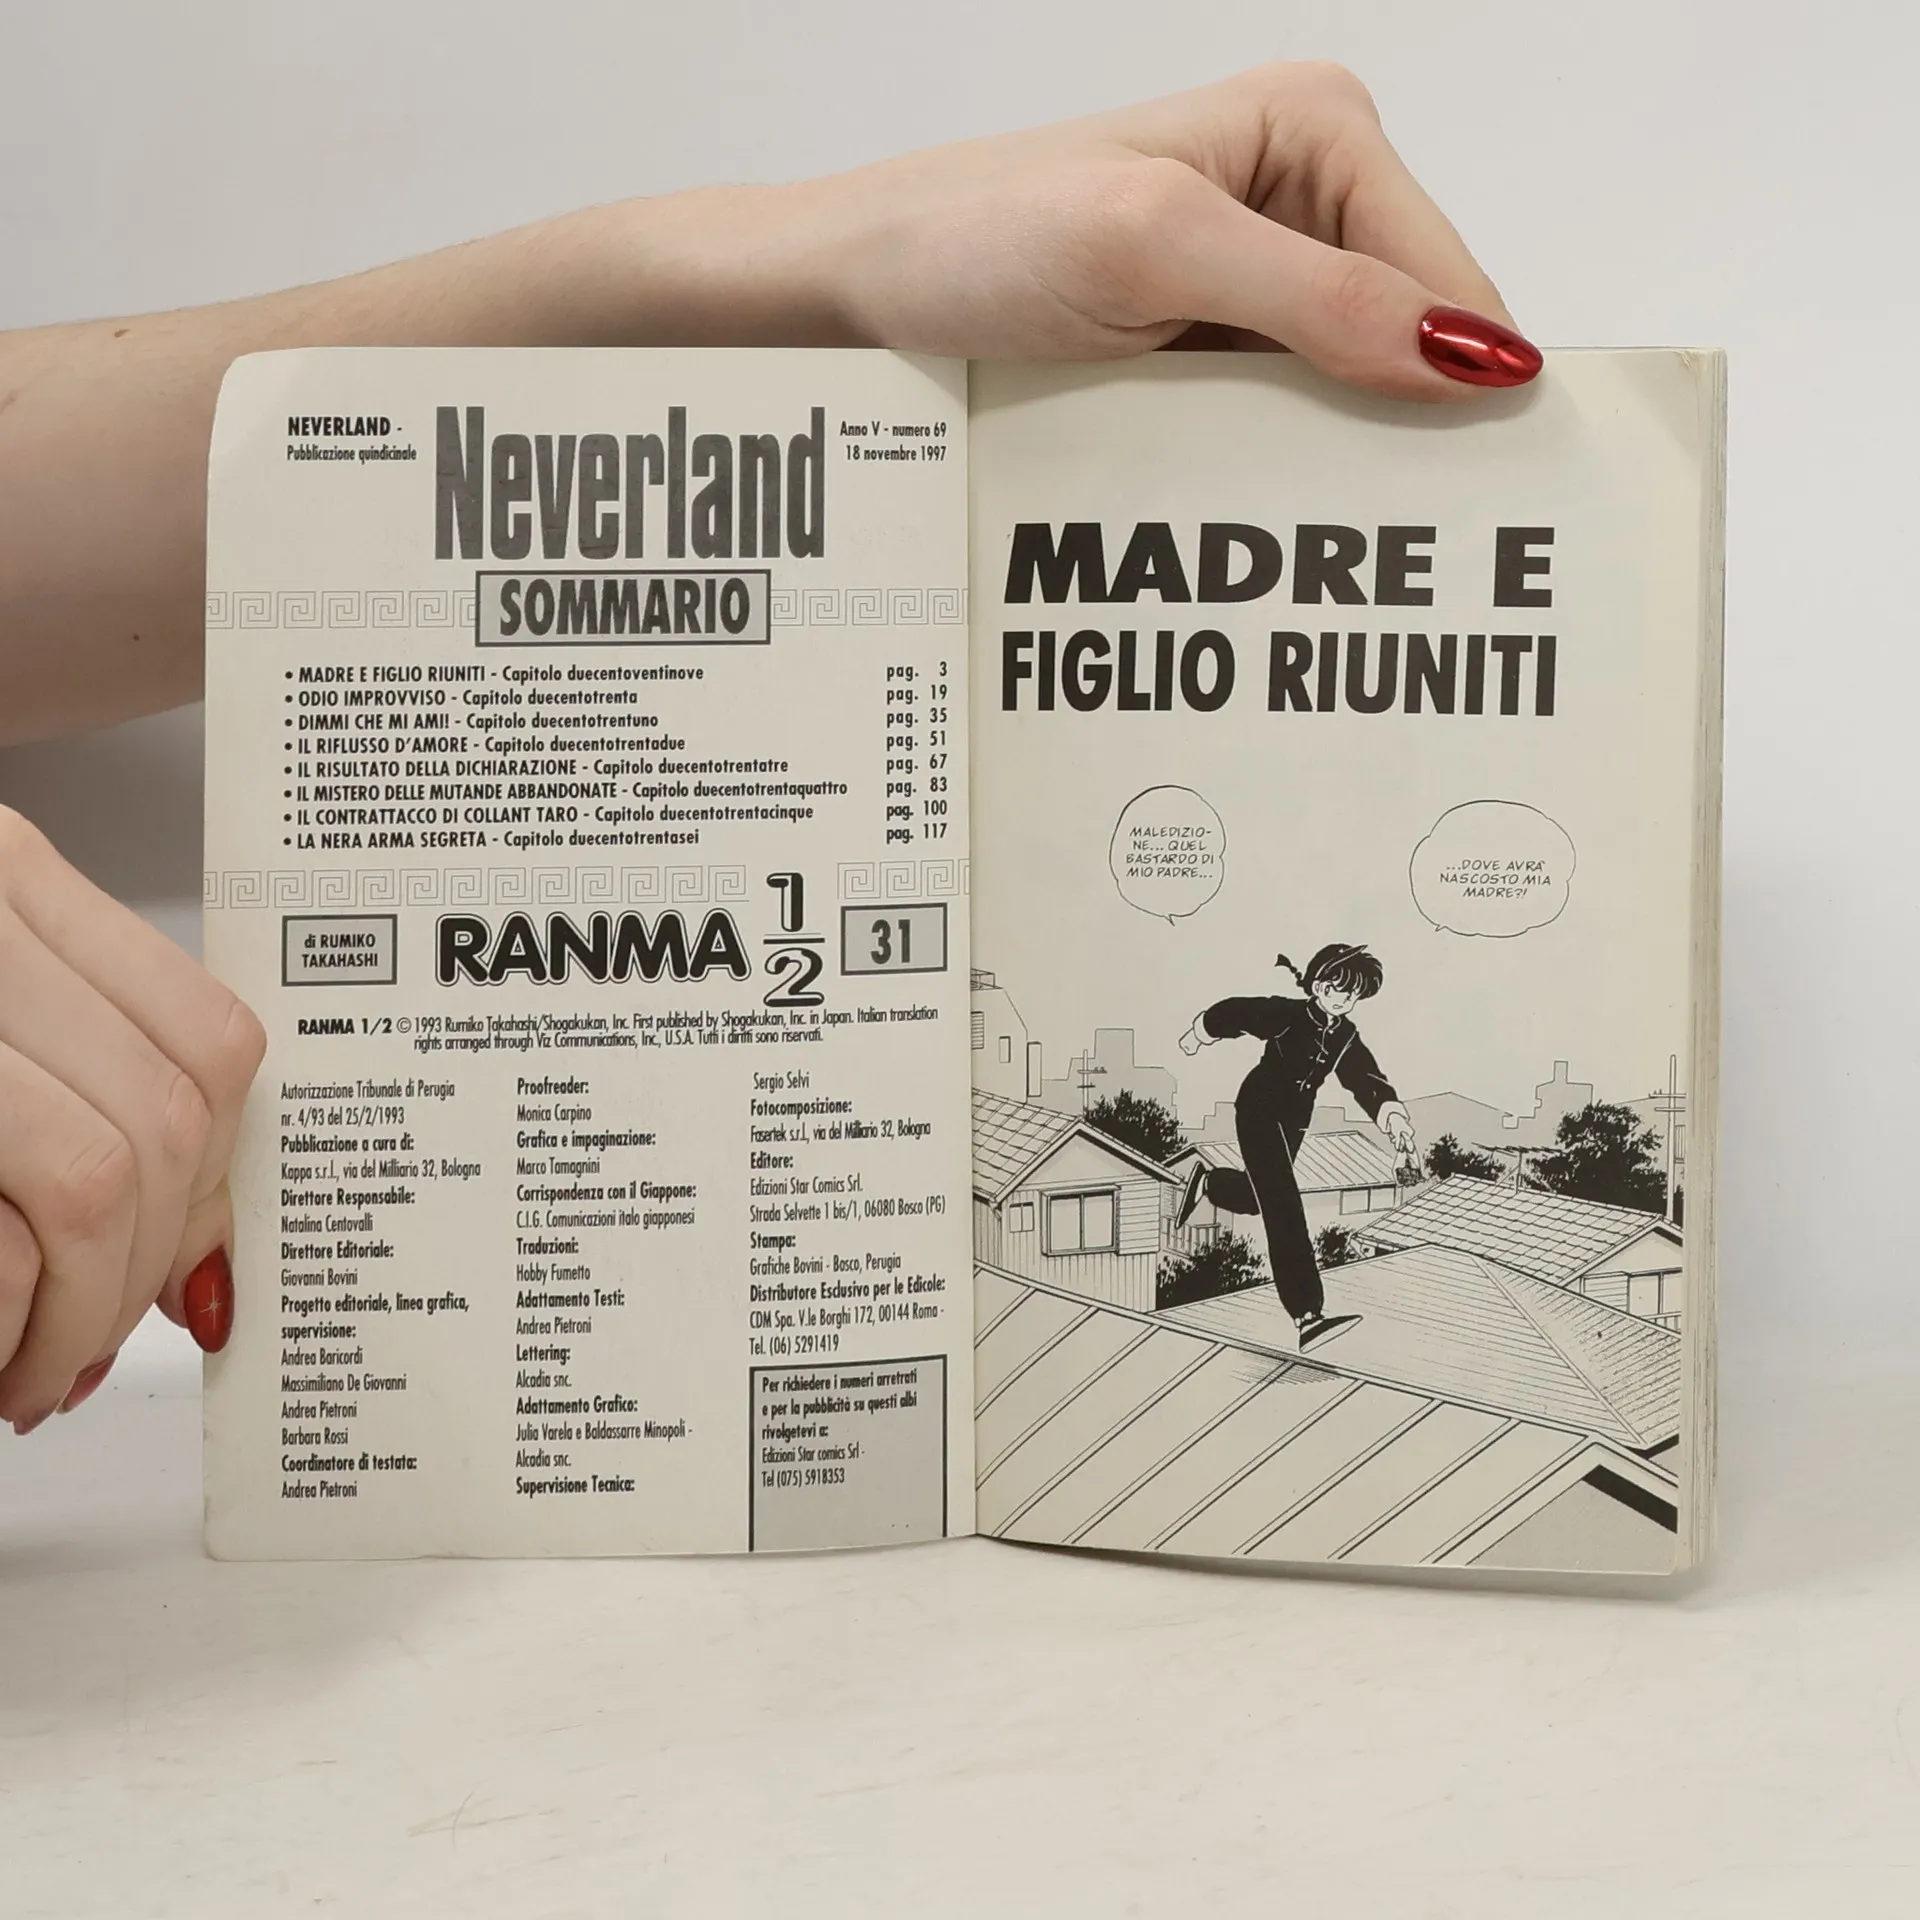 NEVERLAND -
Pubblicazione quindicinale
Neverland
Anno V - numero 69
18 novembre 1997
SOMMARIO
• MADRE E FIGLIO RIUNITI - Capitolo duecentoventinove pag. 3
• ODIO IMPROVVISO - Capitolo duecentotrenta pag. 19
• DIMMI CHE MI AMI! - Capitolo duecentotrentuno pag. 35
• IL RIFLUSSO D'AMORE - Capitolo duecentotrentadue pag. 51
• IL RISULTATO DELLA DICHIARAZIONE - Capitolo duecentotrentatre pag. 67
• IL MISTERO DELLE MUTANDE ABBANDONATE - Capitolo duecentotrentaquattro pag. 83
• IL CONTRATTACCO DI COLLANT TARO - Capitolo duecentotrentacinque pag. 100
• LA NERA ARMA SEGRETA - Capitolo duecentotrentasei pag. 117
di RUMIKO
TAKAHASHI
RANMA 1/2
31
RANMA 1/2 © 1993 Rumiko Takahashi/Shogakukan, Inc. First published by Shogakukan, Inc. in Japan. Italian translation
rights arranged through Viz Communications, Inc., U.S.A. Tutti i diritti sono riservati.
Autorizzazione Tribunale di Perugia
nr. 4/93 del 25/2/1993
Pubblicazione a cura di:
Kappa s.r.l., via del Milliario 32, Bologna
Direttore Responsabile:
Natalina Centovalli
Direttore Editoriale:
Giovanni Bovini
Progetto editoriale, linea grafica,
supervisione:
Andrea Baricordi
Massimiliano De Giovanni
Andrea Pietroni
Barbara Rossi
Coordinatore di testata:
Andrea Pietroni
Proofreader:
Monica Carpino
Grafica e impaginazione:
Marco Tamagnini
Corrispondenza con il Giappone:
C.I.G. Comunicazioni italo giapponesi
Traduzioni:
Hobby Fumetto
Adattamento Testi:
Andrea Pietroni
Lettering:
Alcadia snc.
Adattamento Grafico:
Julia Varela e Baldassarre Minopoli -
Alcadia snc.
Supervisione Tecnica:
Sergio Selvi
Fotocomposizione:
Fasertek s.r.l., via del Milliario 32, Bologna
Editore:
Edizioni Star Comics Srl.
Strada Selvette 1 bis/1, 06080 Bosco (PG)
Stampa:
Grafiche Bovini - Bosco, Perugia
Distributore Esclusivo per le Edicole:
CDM Spa. V.le Borghi 172, 00144 Roma -
Tel. (06) 5291419
Per richiedere i numeri arretrati
e per la pubblicità su questi albi
rivolgetevi a:
Edizioni Star comics Srl -
Tel (075) 5918353
MADRE E
FIGLIO RIUNITI
MALEDIZIO-
NE... QUEL
BASTARDO DI
MIO PADRE...
...DOVE AVRA'
NASCOSTO MIA
MADRE?!